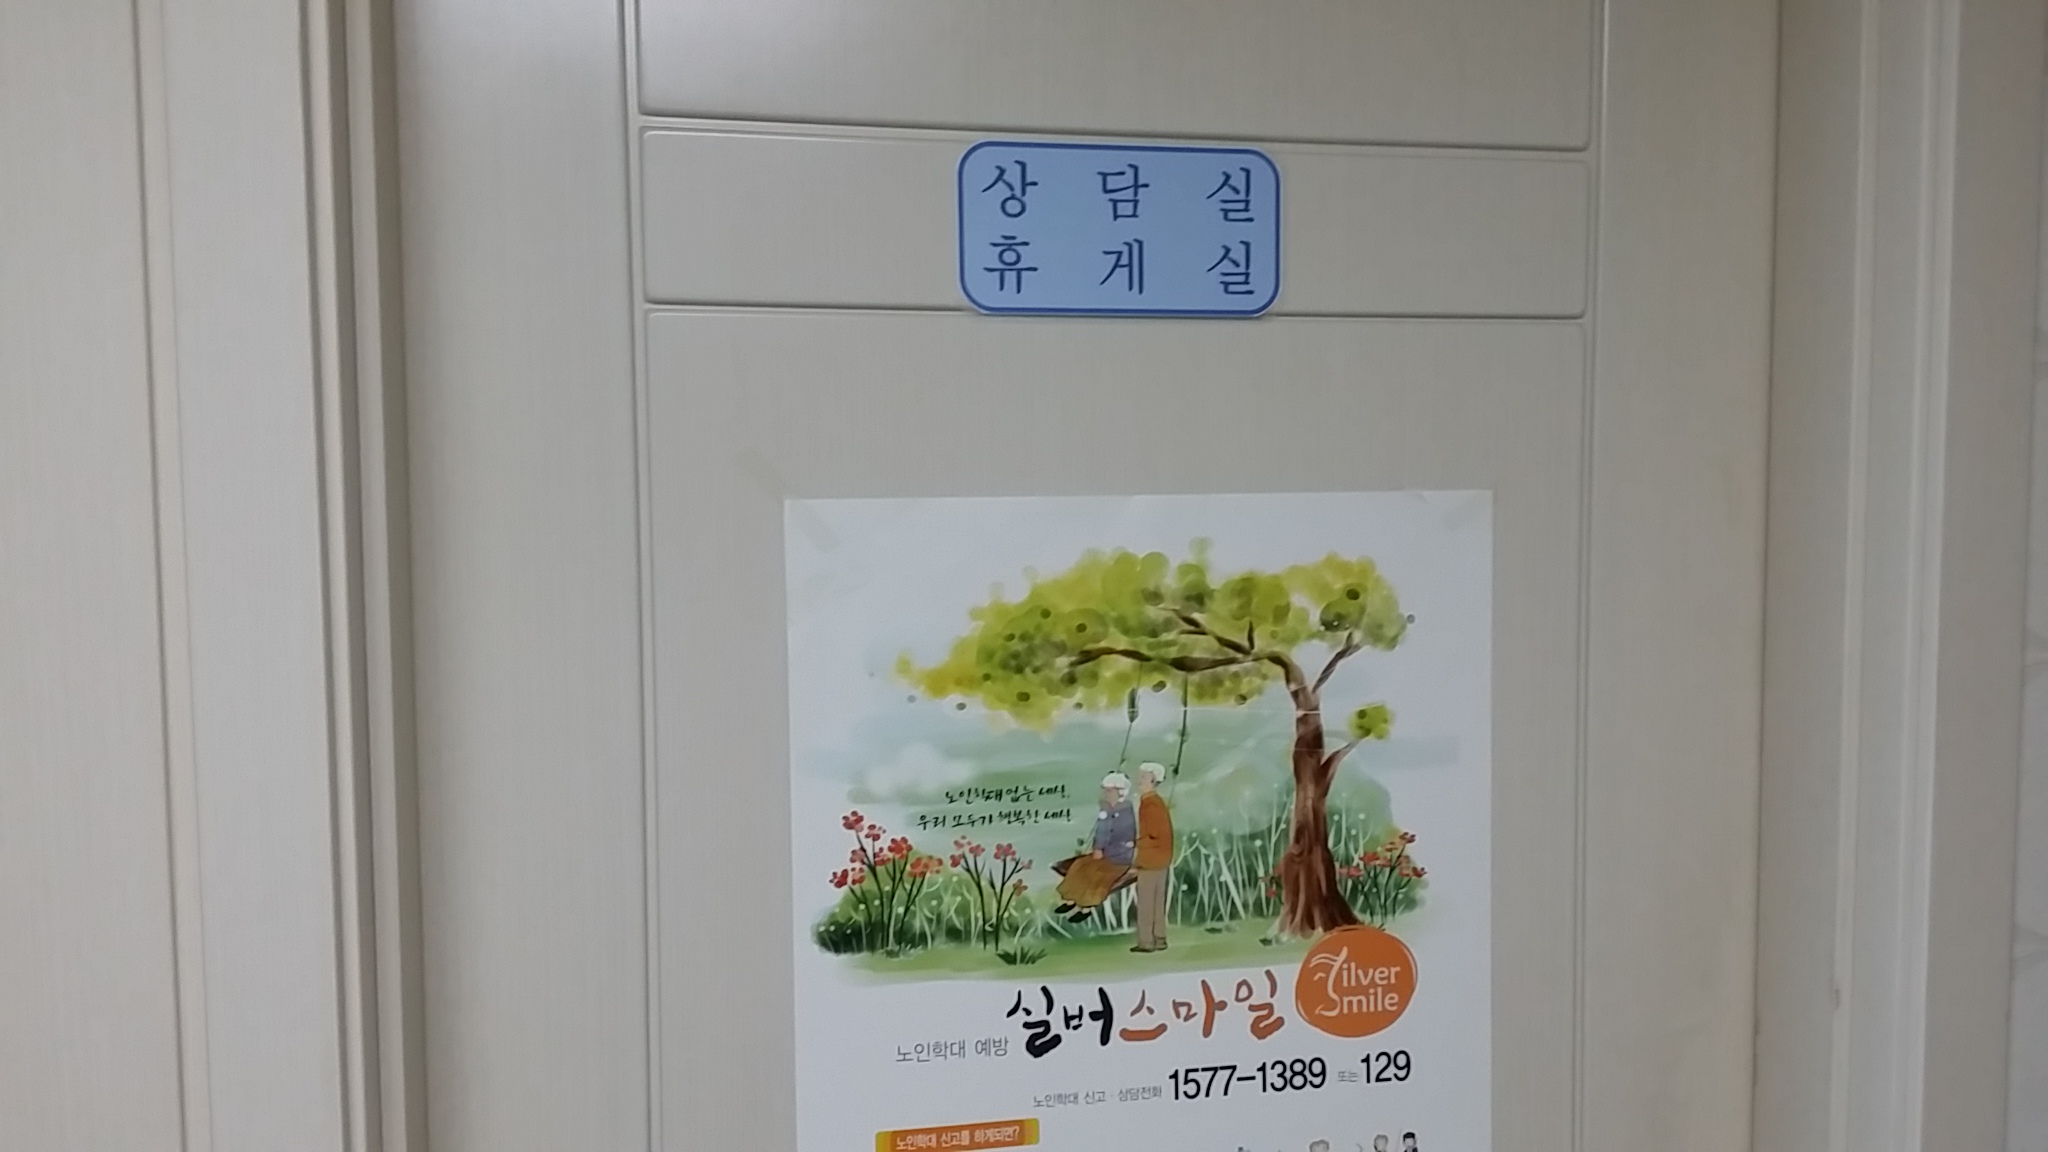 상 담 실
휴 게 실
노인학대 없는 세상,
우리 모두가 행복한 세상
노인학대 예방 실버스마일
Silver Smile
노인학대 신고·상담전화 1577-1389 또는 129
노인학대 신고를 하게되면?